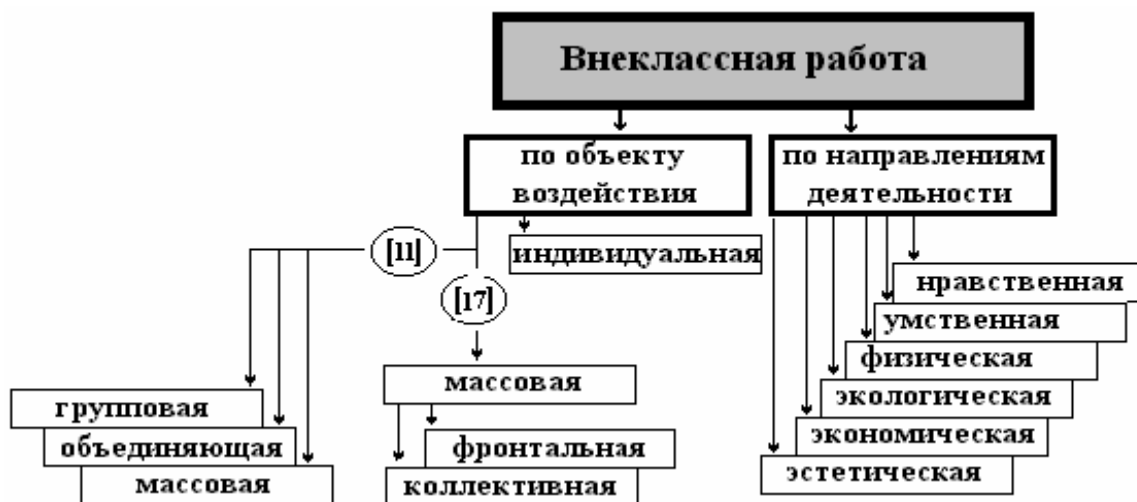 Внеклассная работа
по объекту
воздействия
по направлениям
деятельности
[11]
индивидуальная
[17]
нравственная
умственная
физическая
массовая
экологическая
групповая
экономическая
объединяющая
фронтальная
эстетическая
массовая
коллективная